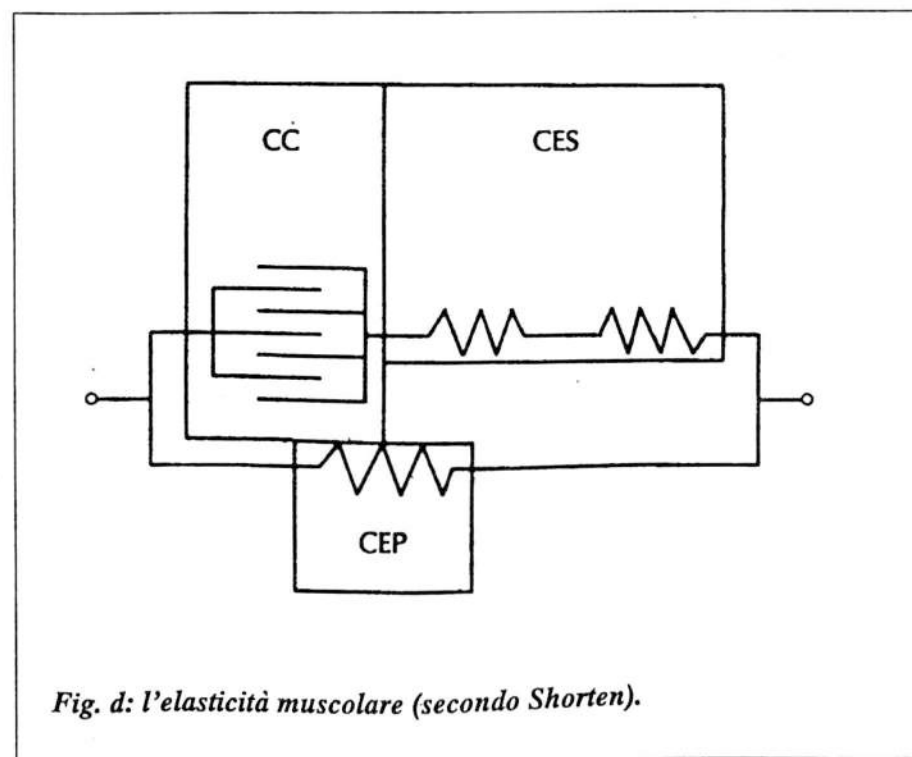 CC
CES
CEP
Fig. d: l'elasticità muscolare (secondo Shorten).